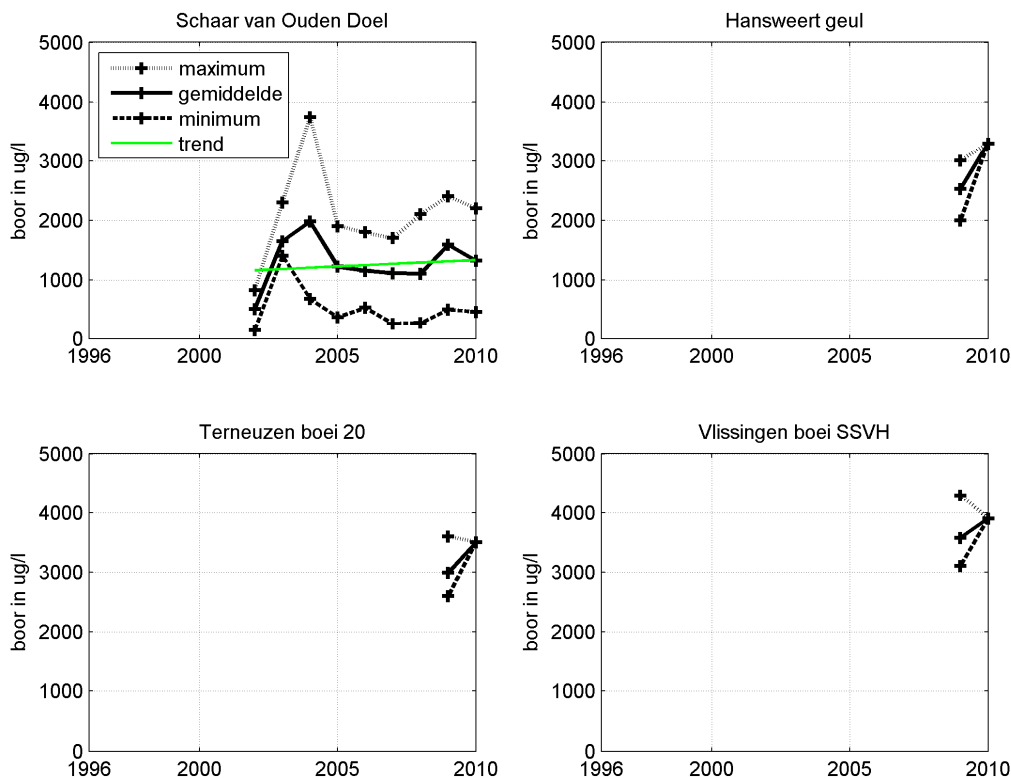 Schaar van Ouden Doel
5000
4000
3000
2000
1000
0
boor in ug/l
maximum
gemiddelde
minimum
trend
1996 2000 2005 2010
Hansweert geul
5000
4000
3000
2000
1000
0
boor in ug/l
1996 2000 2005 2010
Terneuzen boei 20
5000
4000
3000
2000
1000
0
boor in ug/l
1996 2000 2005 2010
Vlissingen boei SSVH
5000
4000
3000
2000
1000
0
boor in ug/l
1996 2000 2005 2010